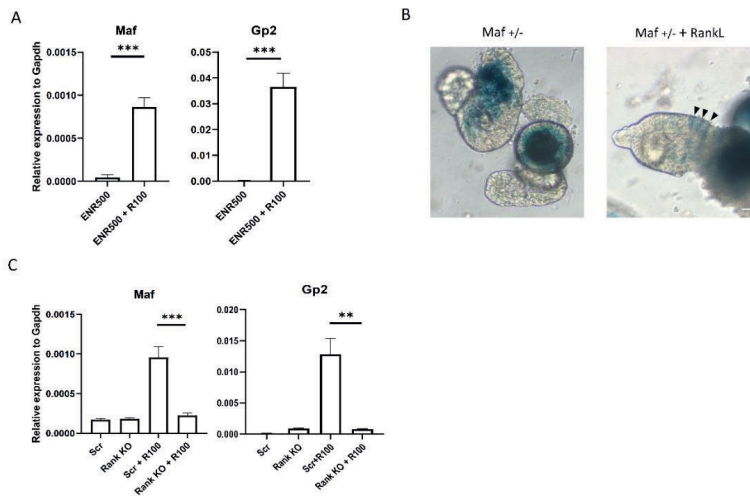 A
Maf
***
Relative expression to Gapdh
0.0015
0.0010
0.0005
0.0000
ENR500
ENR500 + R100
Gp2
***
0.05
0.04
0.03
0.02
0.01
0.00
ENR500
ENR500 + R100
B
Maf +/-
Maf +/- + RankL
C
Maf
***
Relative expression to Gapdh
0.0015
0.0010
0.0005
0.0000
Scr
Rank KO
Scr + R100
Rank KO + R100
Gp2
**
0.020
0.015
0.010
0.005
0.000
Scr
Rank KO
Scr+R100
Rank KO + R100